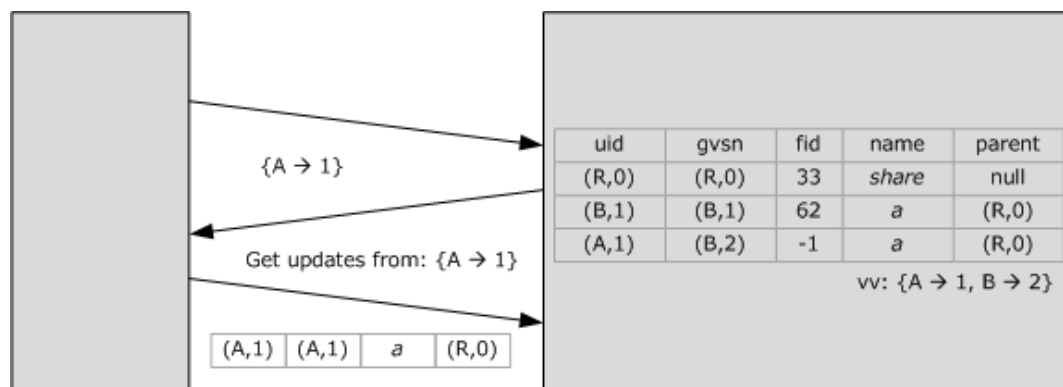 {A → 1}
Get updates from: {A → 1}
(A,1) (A,1) a (R,0)
uid gvsn fid name parent
(R,0) (R,0) 33 share null
(B,1) (B,1) 62 a (R,0)
(A,1) (B,2) -1 a (R,0)
vv: {A → 1, B → 2}